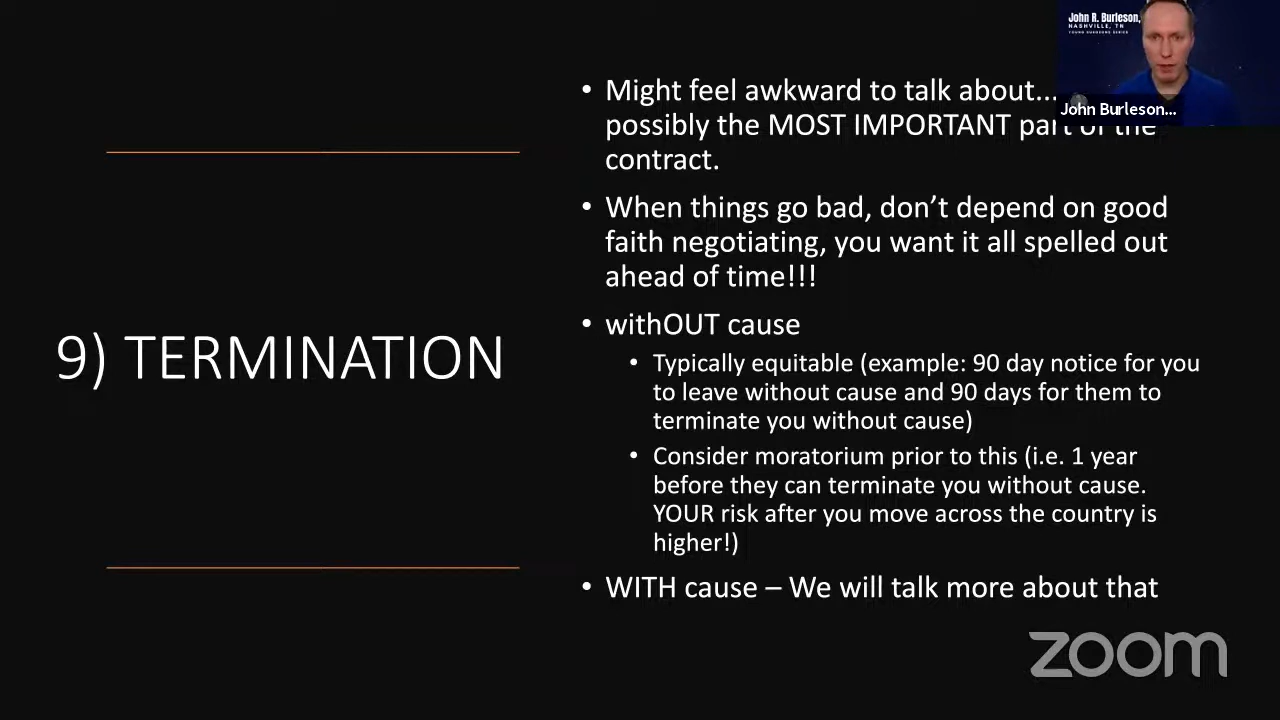 John R. Burleson,
NASHVILLE, TN
YOUNG SURGEONS SERIES
John Burleson...
9) TERMINATION
• Might feel awkward to talk about...
possibly the MOST IMPORTANT part of the
contract.
• When things go bad, don’t depend on good
faith negotiating, you want it all spelled out
ahead of time!!!
• withOUT cause
• Typically equitable (example: 90 day notice for you
to leave without cause and 90 days for them to
terminate you without cause)
• Consider moratorium prior to this (i.e. 1 year
before they can terminate you without cause.
YOUR risk after you move across the country is
higher!)
• WITH cause – We will talk more about that
zoom